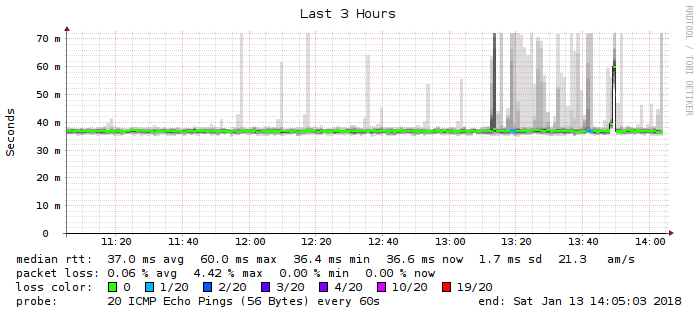 Last 3 Hours
RRDTOOL / TOBI OETIKER
Seconds
70 m
60 m
50 m
40 m
30 m
20 m
10 m
0
11:20 11:40 12:00 12:20 12:40 13:00 13:20 13:40 14:00
median rtt: 37.0 ms avg 60.0 ms max 36.4 ms min 36.6 ms now 1.7 ms sd 21.3 am/s
packet loss: 0.06 % avg 4.42 % max 0.00 % min 0.00 % now
loss color: 0 1/20 2/20 3/20 4/20 10/20 19/20
probe: 20 ICMP Echo Pings (56 Bytes) every 60s end: Sat Jan 13 14:05:03 2018